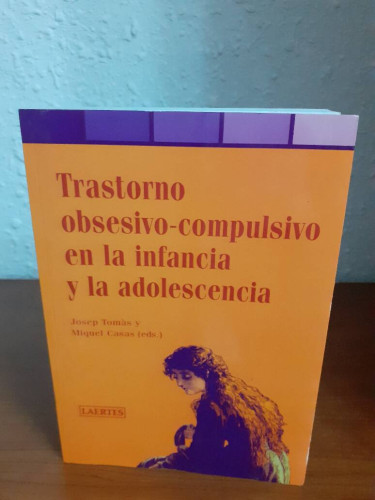 Trastorno
obsesivo-compulsivo
en la infancia
y la adolescencia
Josep Tomàs y
Miquel Casas (eds.)
LAERTES